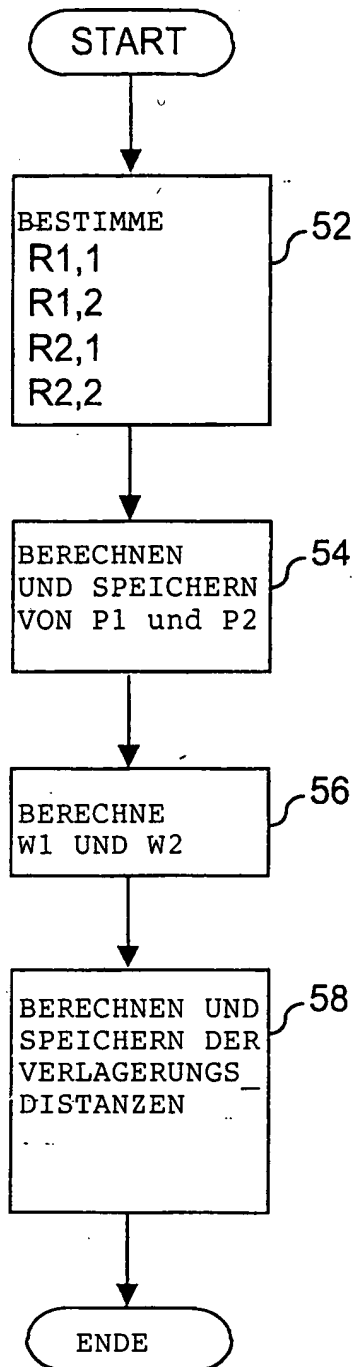 START
BESTIMME
R1,1
R1,2
R2,1
R2,2
52
BERECHNEN
UND SPEICHERN
VON P1 und P2
54
BERECHNE
W1 UND W2
56
BERECHNEN UND
SPEICHERN DER
VERLAGERUNGS_
DISTANZEN
58
ENDE